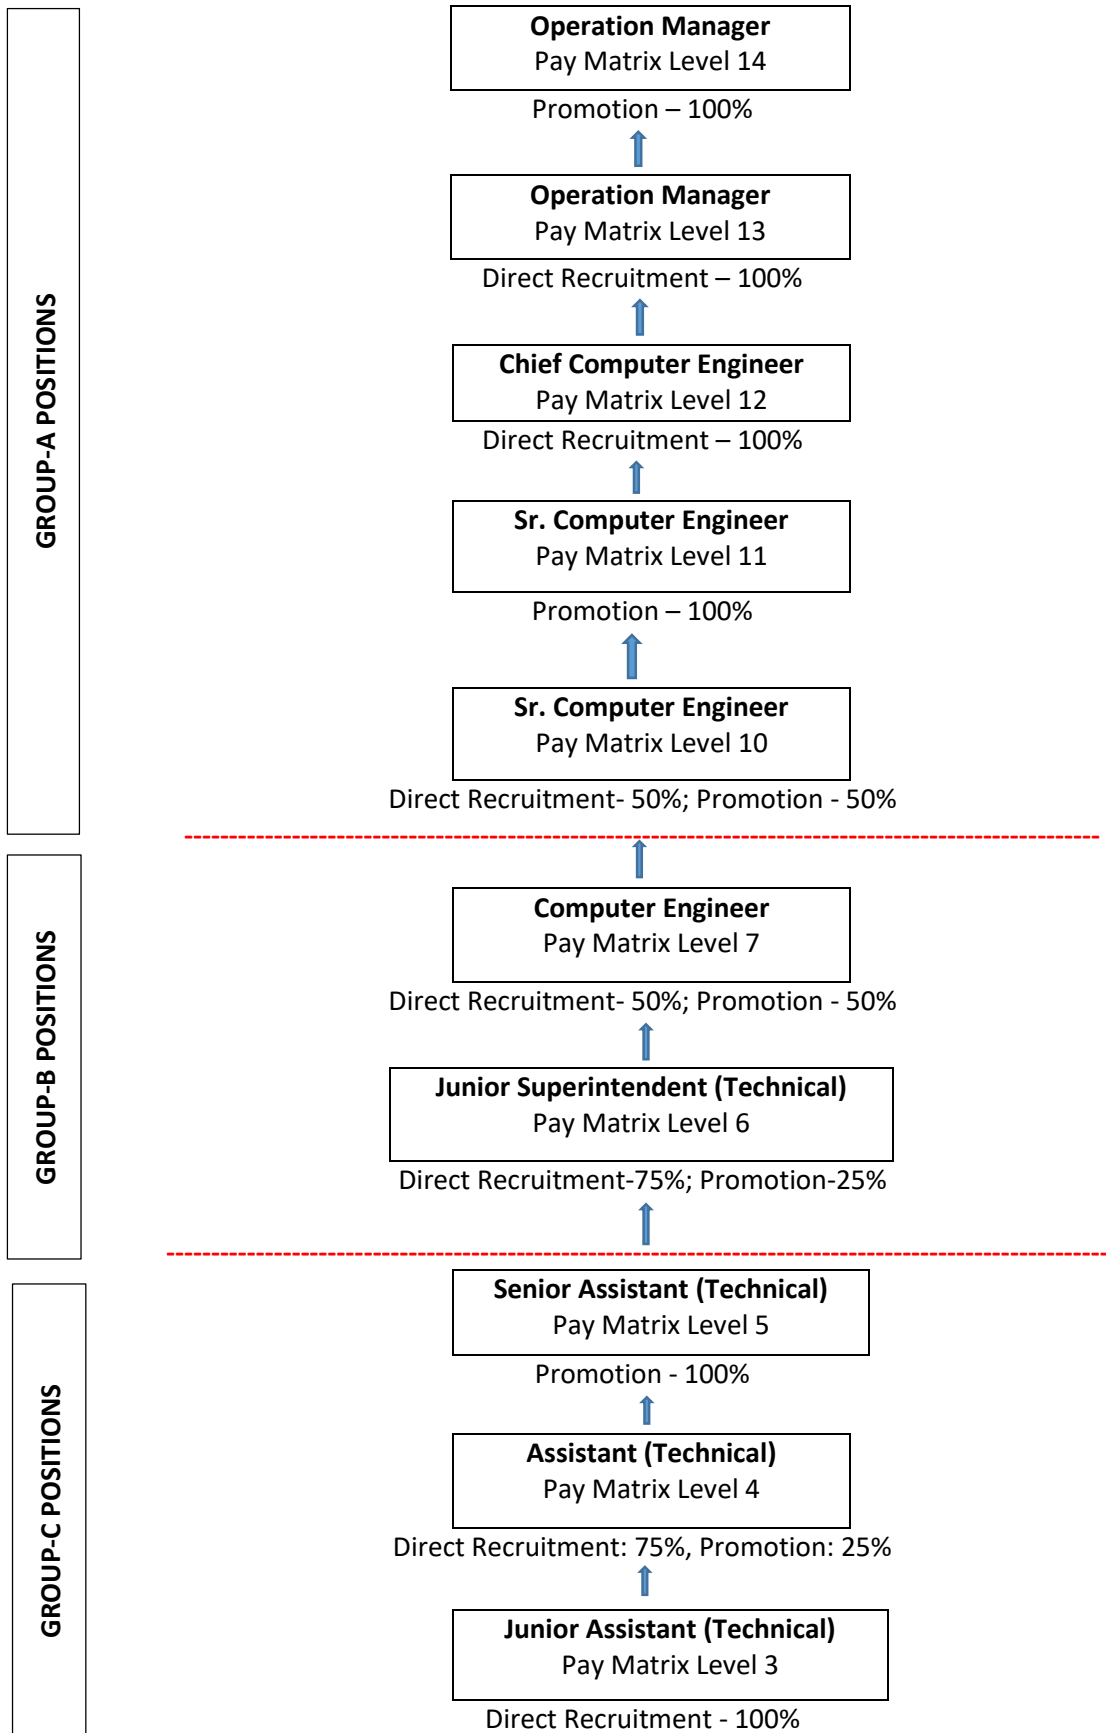 GROUP-A POSITIONS
Operation Manager
Pay Matrix Level 14
Promotion – 100%
Operation Manager
Pay Matrix Level 13
Direct Recruitment – 100%
Chief Computer Engineer
Pay Matrix Level 12
Direct Recruitment – 100%
Sr. Computer Engineer
Pay Matrix Level 11
Promotion – 100%
Sr. Computer Engineer
Pay Matrix Level 10
Direct Recruitment- 50%; Promotion - 50%
GROUP-B POSITIONS
Computer Engineer
Pay Matrix Level 7
Direct Recruitment- 50%; Promotion - 50%
Junior Superintendent (Technical)
Pay Matrix Level 6
Direct Recruitment-75%; Promotion-25%
GROUP-C POSITIONS
Senior Assistant (Technical)
Pay Matrix Level 5
Promotion - 100%
Assistant (Technical)
Pay Matrix Level 4
Direct Recruitment: 75%, Promotion: 25%
Junior Assistant (Technical)
Pay Matrix Level 3
Direct Recruitment - 100%